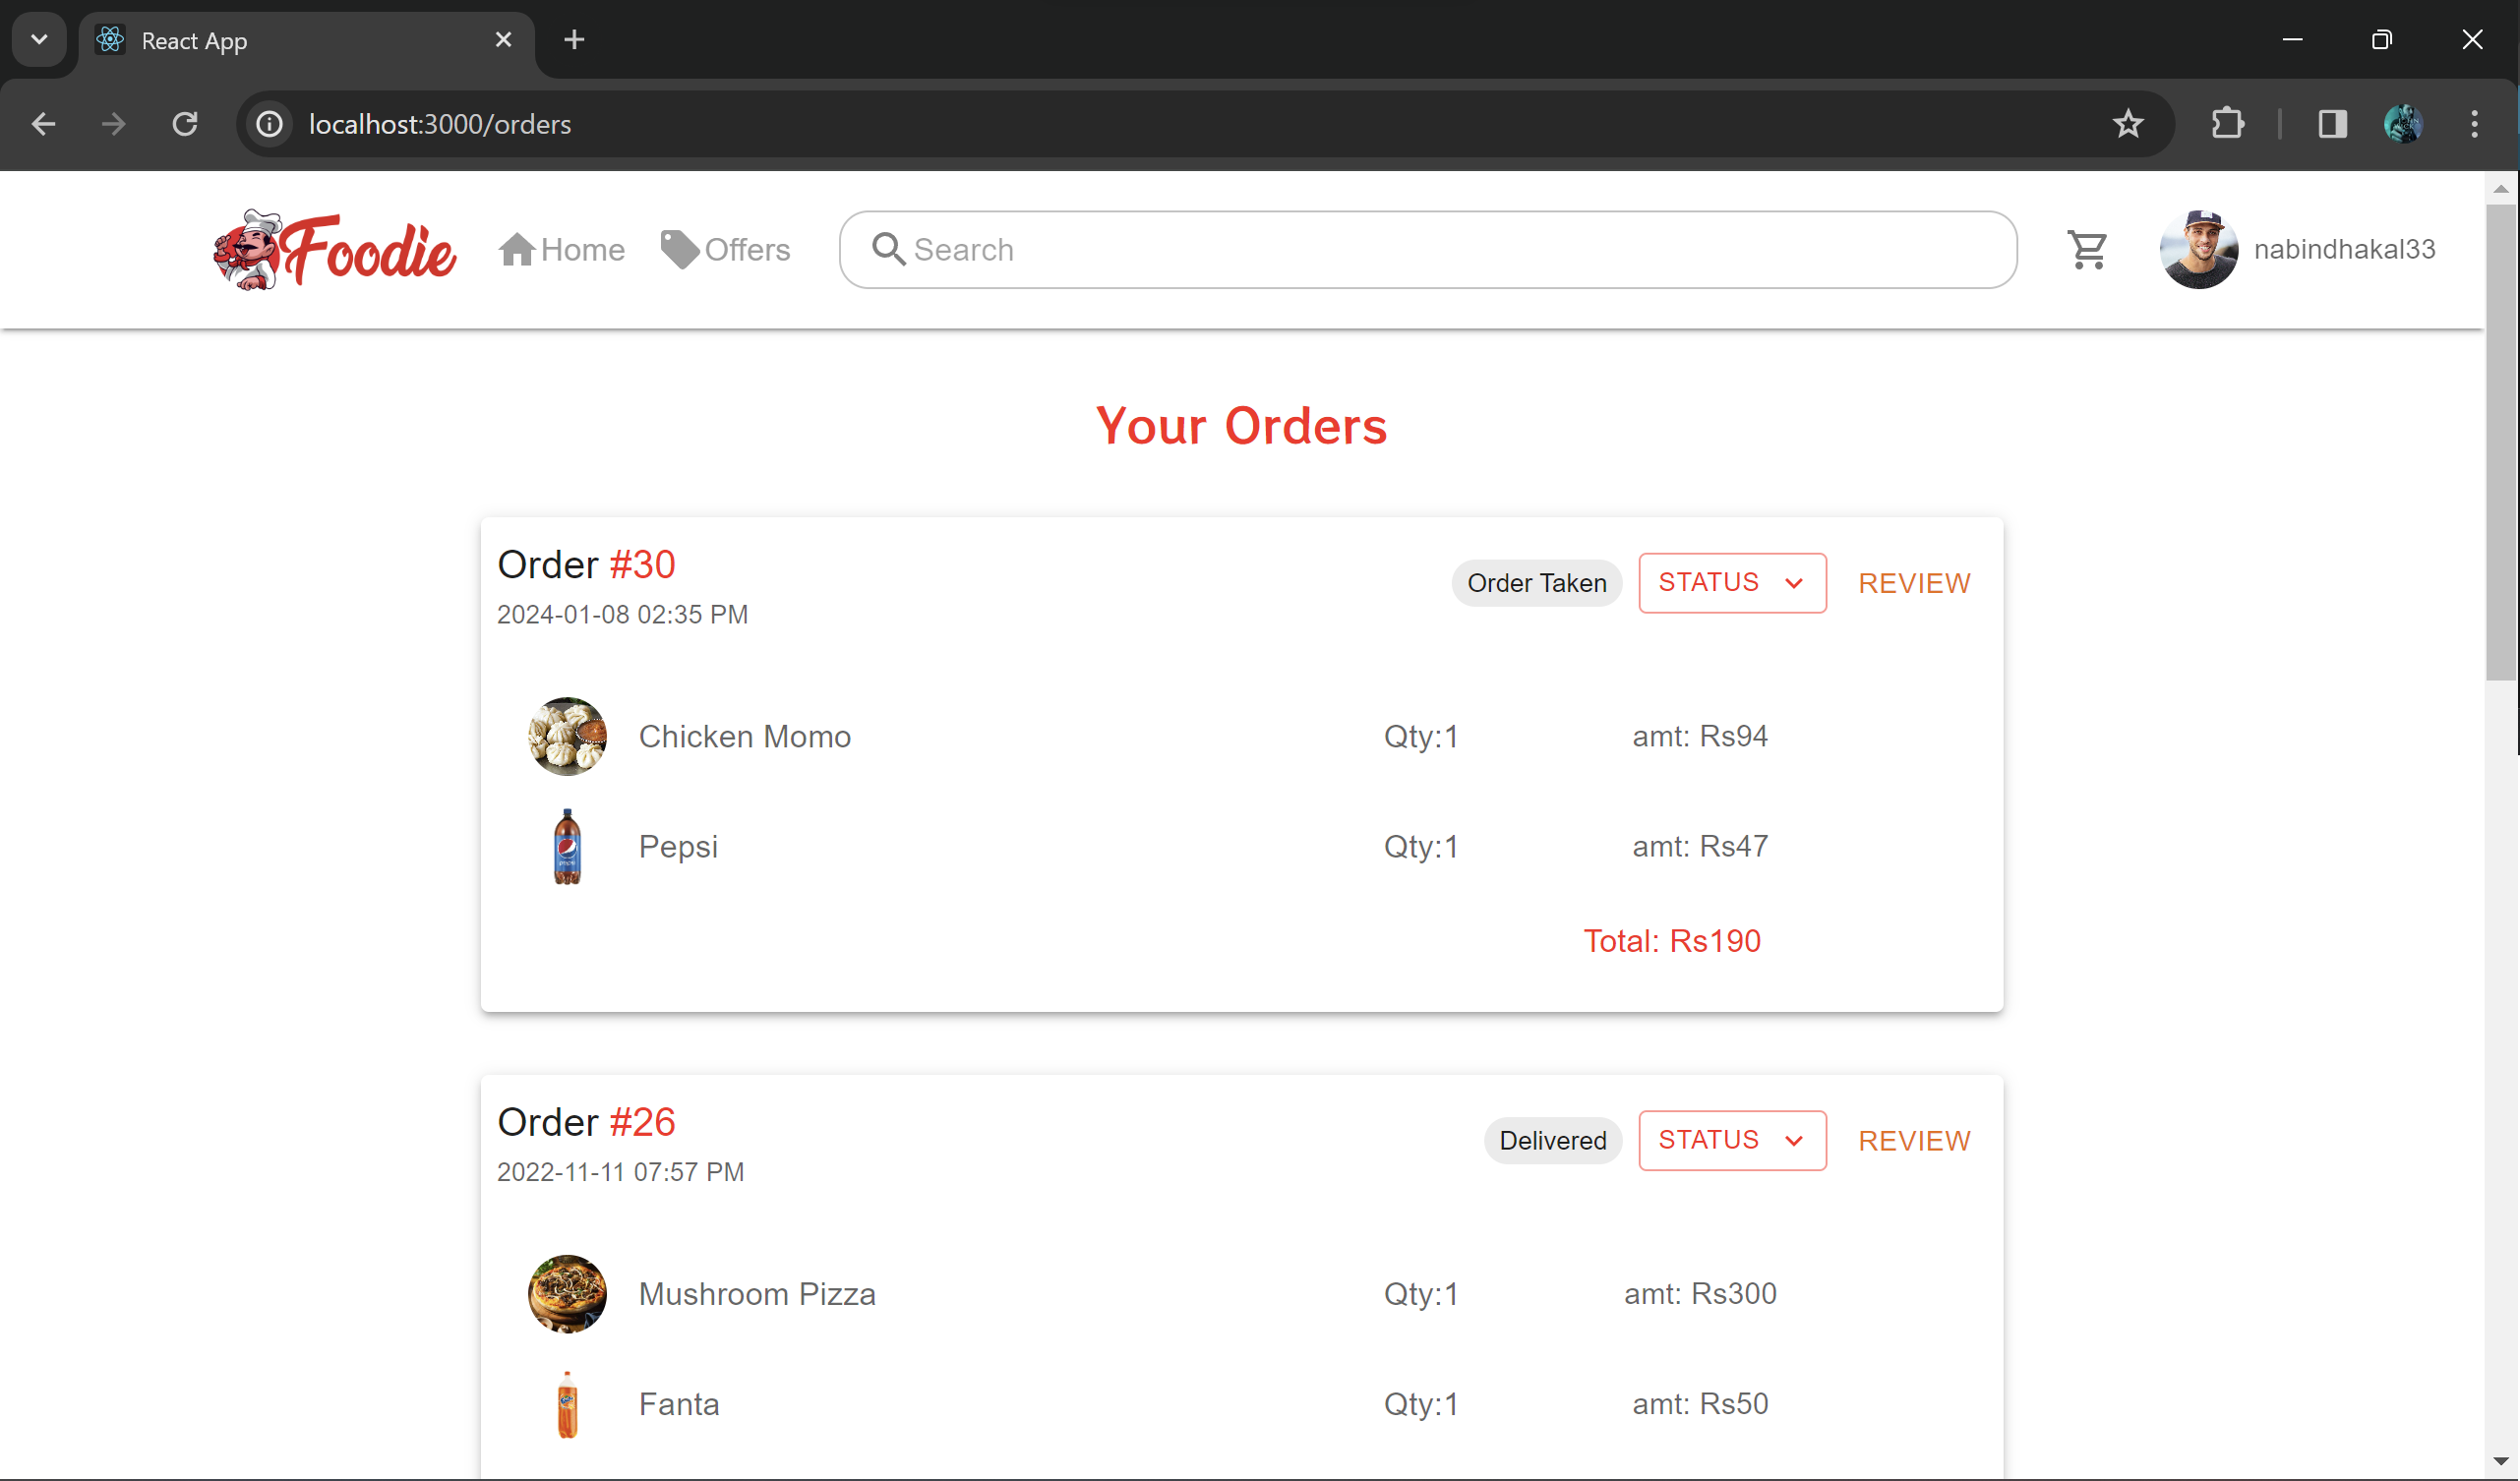 React App
localhost:3000/orders
Foodie Home Offers Search nabindhakal33
Your Orders
Order #30
Order Taken STATUS REVIEW
2024-01-08 02:35 PM
Chicken Momo Qty:1 amt: Rs94
Pepsi Qty:1 amt: Rs47
Total: Rs190
Order #26
Delivered STATUS REVIEW
2022-11-11 07:57 PM
Mushroom Pizza Qty:1 amt: Rs300
Fanta Qty:1 amt: Rs50